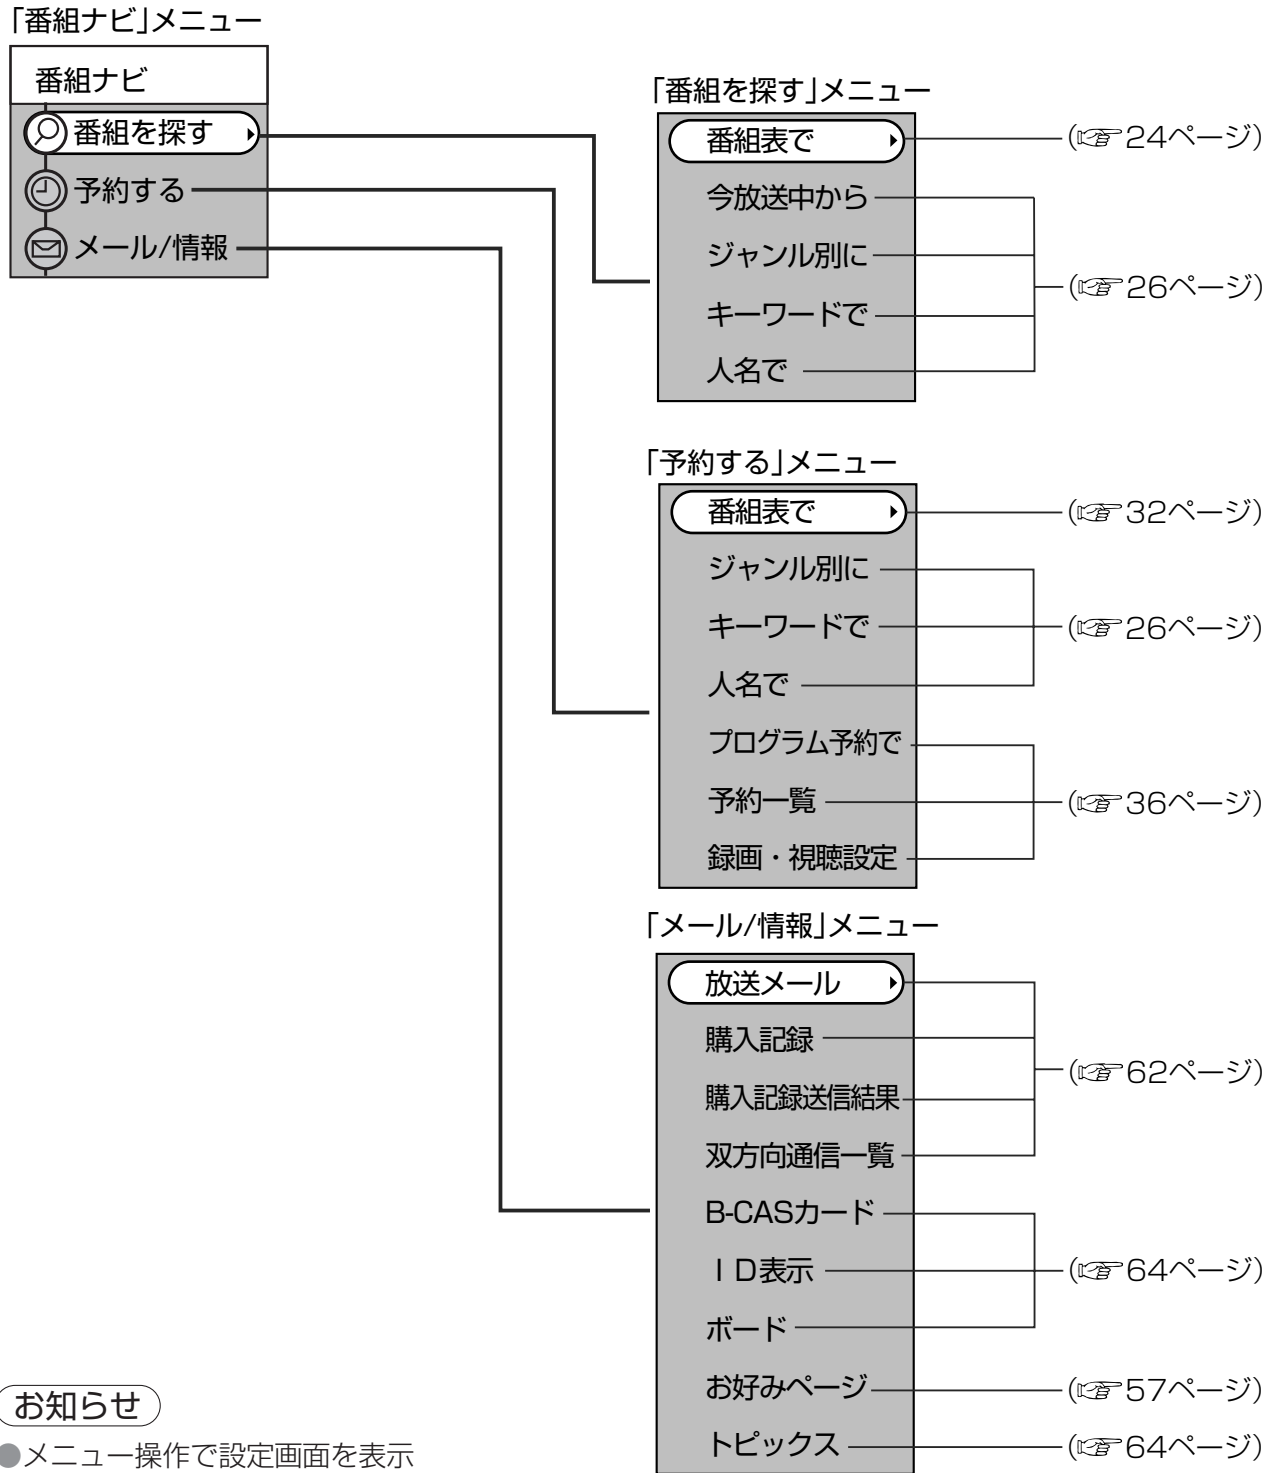 「番組ナビ」メニュー
番組ナビ
番組を探す
予約する
メール/情報
「番組を探す」メニュー
番組表で
(☞24ページ)
今放送中から
ジャンル別に
キーワードで
人名で
(☞26ページ)
「予約する」メニュー
番組表で
(☞32ページ)
ジャンル別に
キーワードで
人名で
(☞26ページ)
プログラム予約で
予約一覧
録画・視聴設定
(☞36ページ)
「メール/情報」メニュー
放送メール
購入記録
購入記録送信結果
双方向通信一覧
(☞62ページ)
B-CASカード
ＩＤ表示
ボード
(☞64ページ)
お好みページ
(☞57ページ)
トピックス
(☞64ページ)
お知らせ
●メニュー操作で設定画面を表示